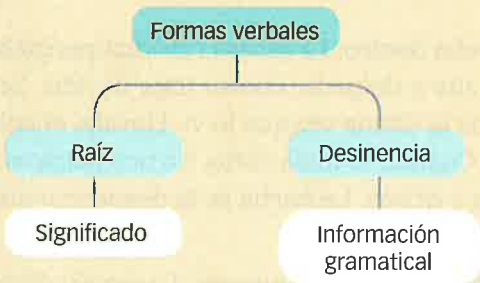 Formas verbales
Raíz
Desinencia
Significado
Información
gramatical